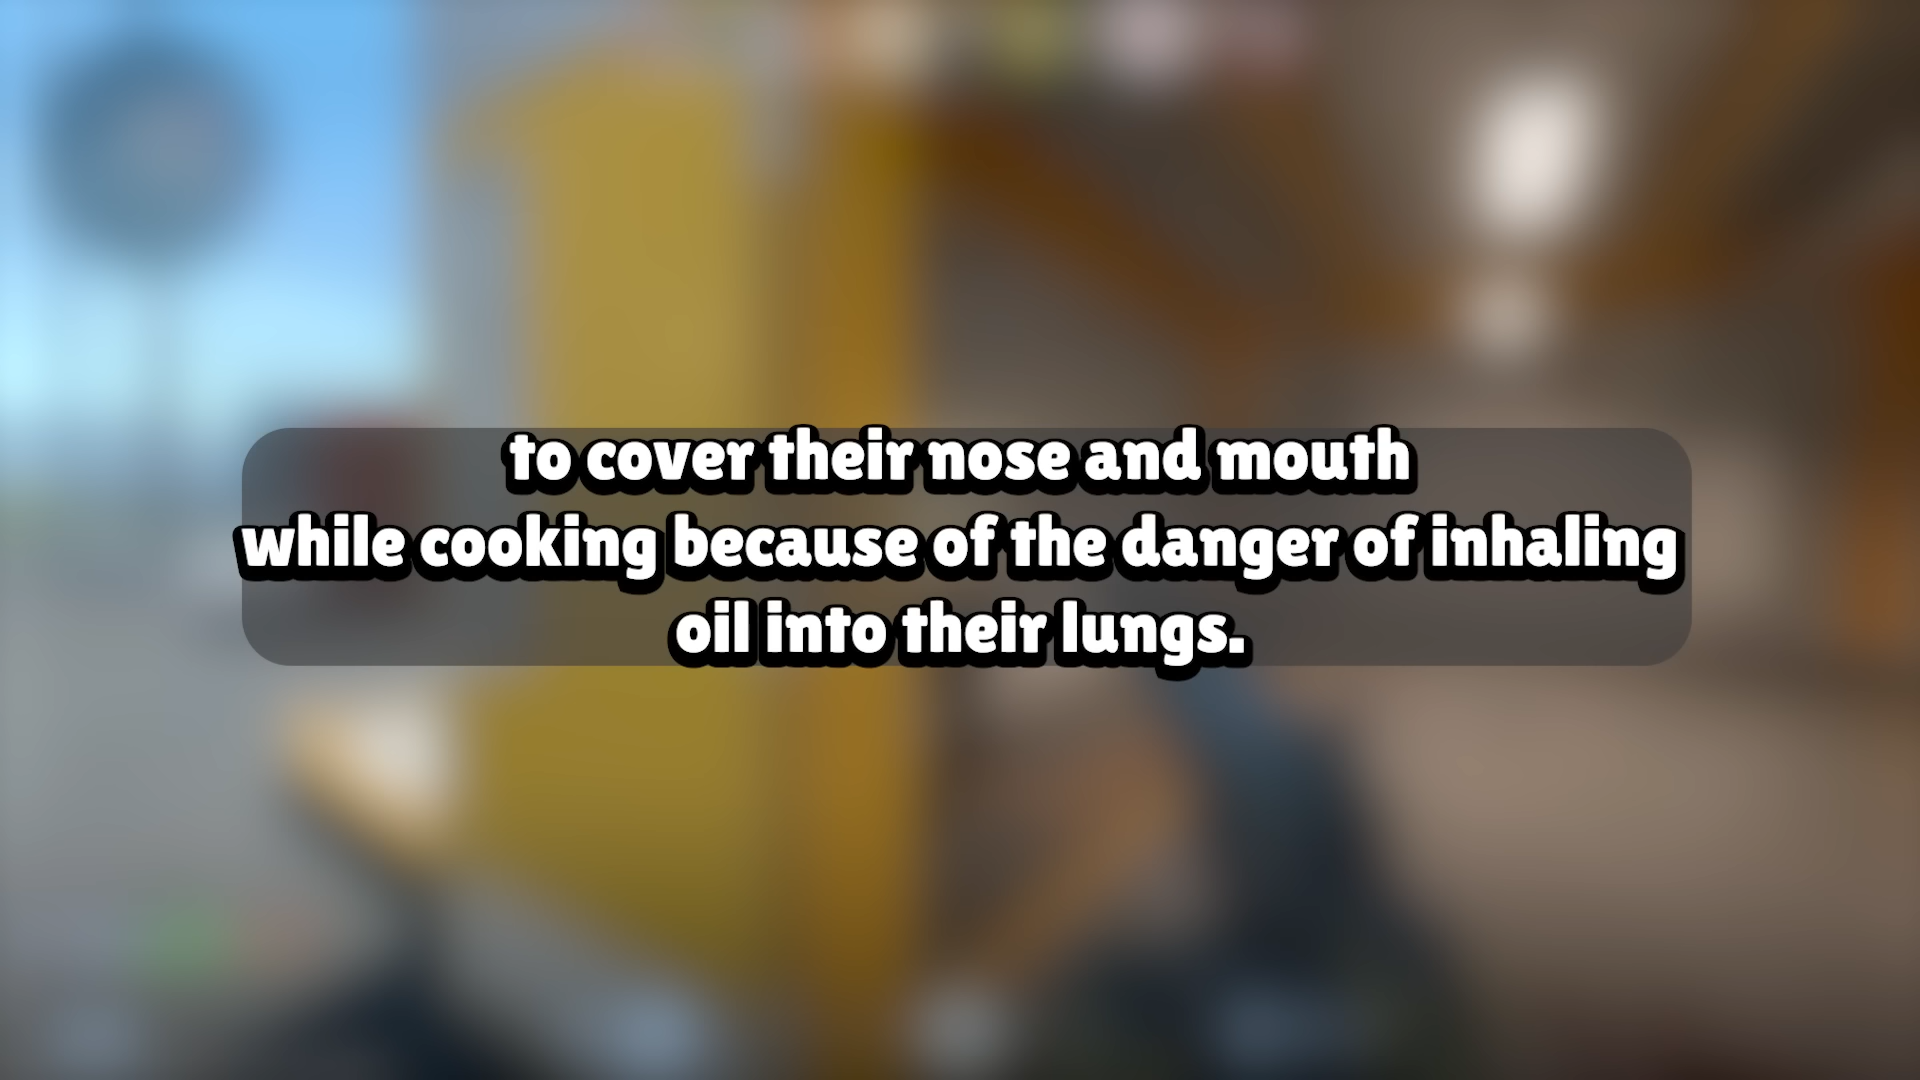 to cover their nose and mouth
while cooking because of the danger of inhaling
oil into their lungs.